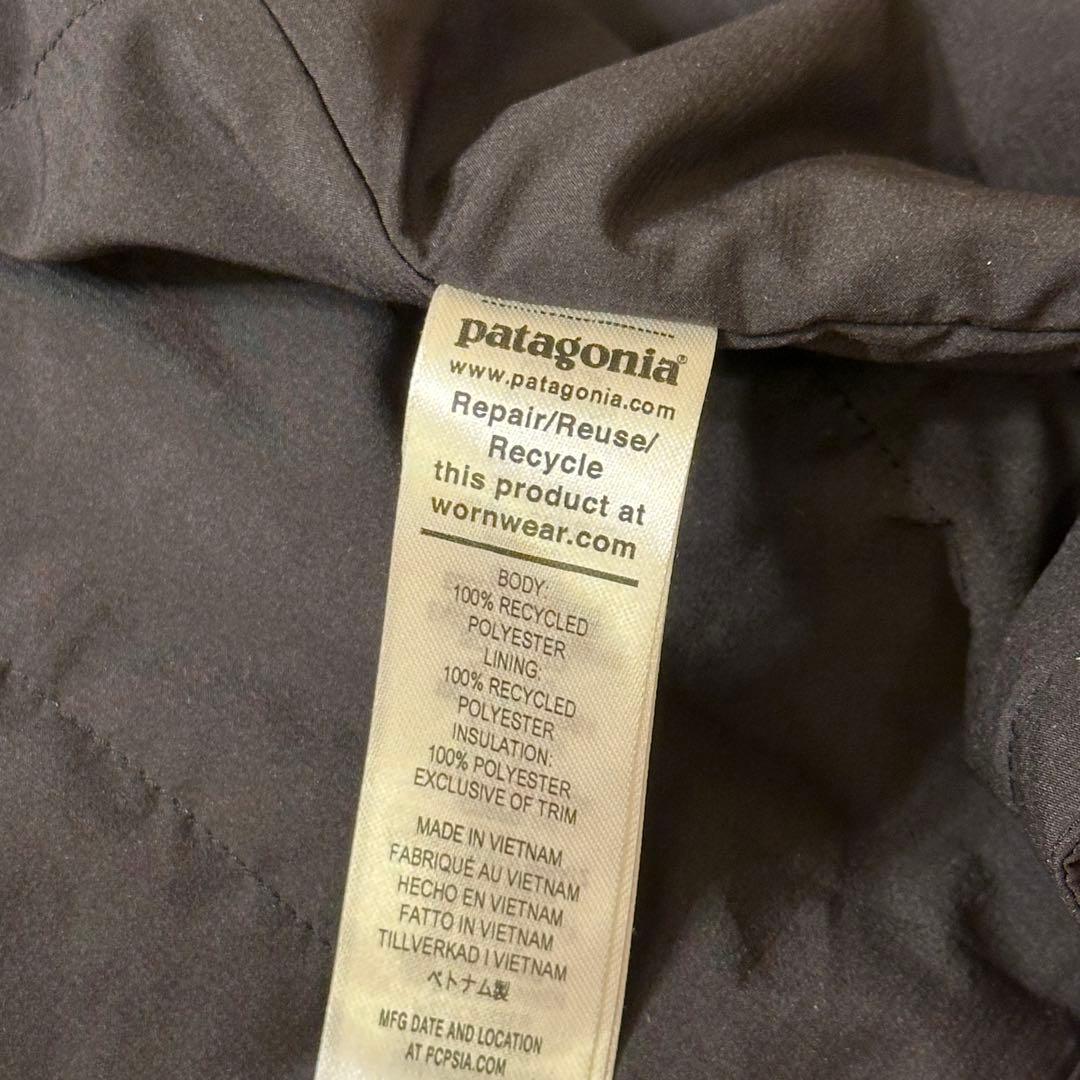 patagonia®
www.patagonia.com
Repair/Reuse/
Recycle
this product at
wornwear.com
BODY:
100% RECYCLED
POLYESTER
LINING:
100% RECYCLED
POLYESTER
INSULATION:
100% POLYESTER
EXCLUSIVE OF TRIM
MADE IN VIETNAM
FABRIQUÉ AU VIETNAM
HECHO EN VIETNAM
FATTO IN VIETNAM
TILLVERKAD I VIETNAM
ベトナム製
MFG DATE AND LOCATION
AT FCPSIA.COM